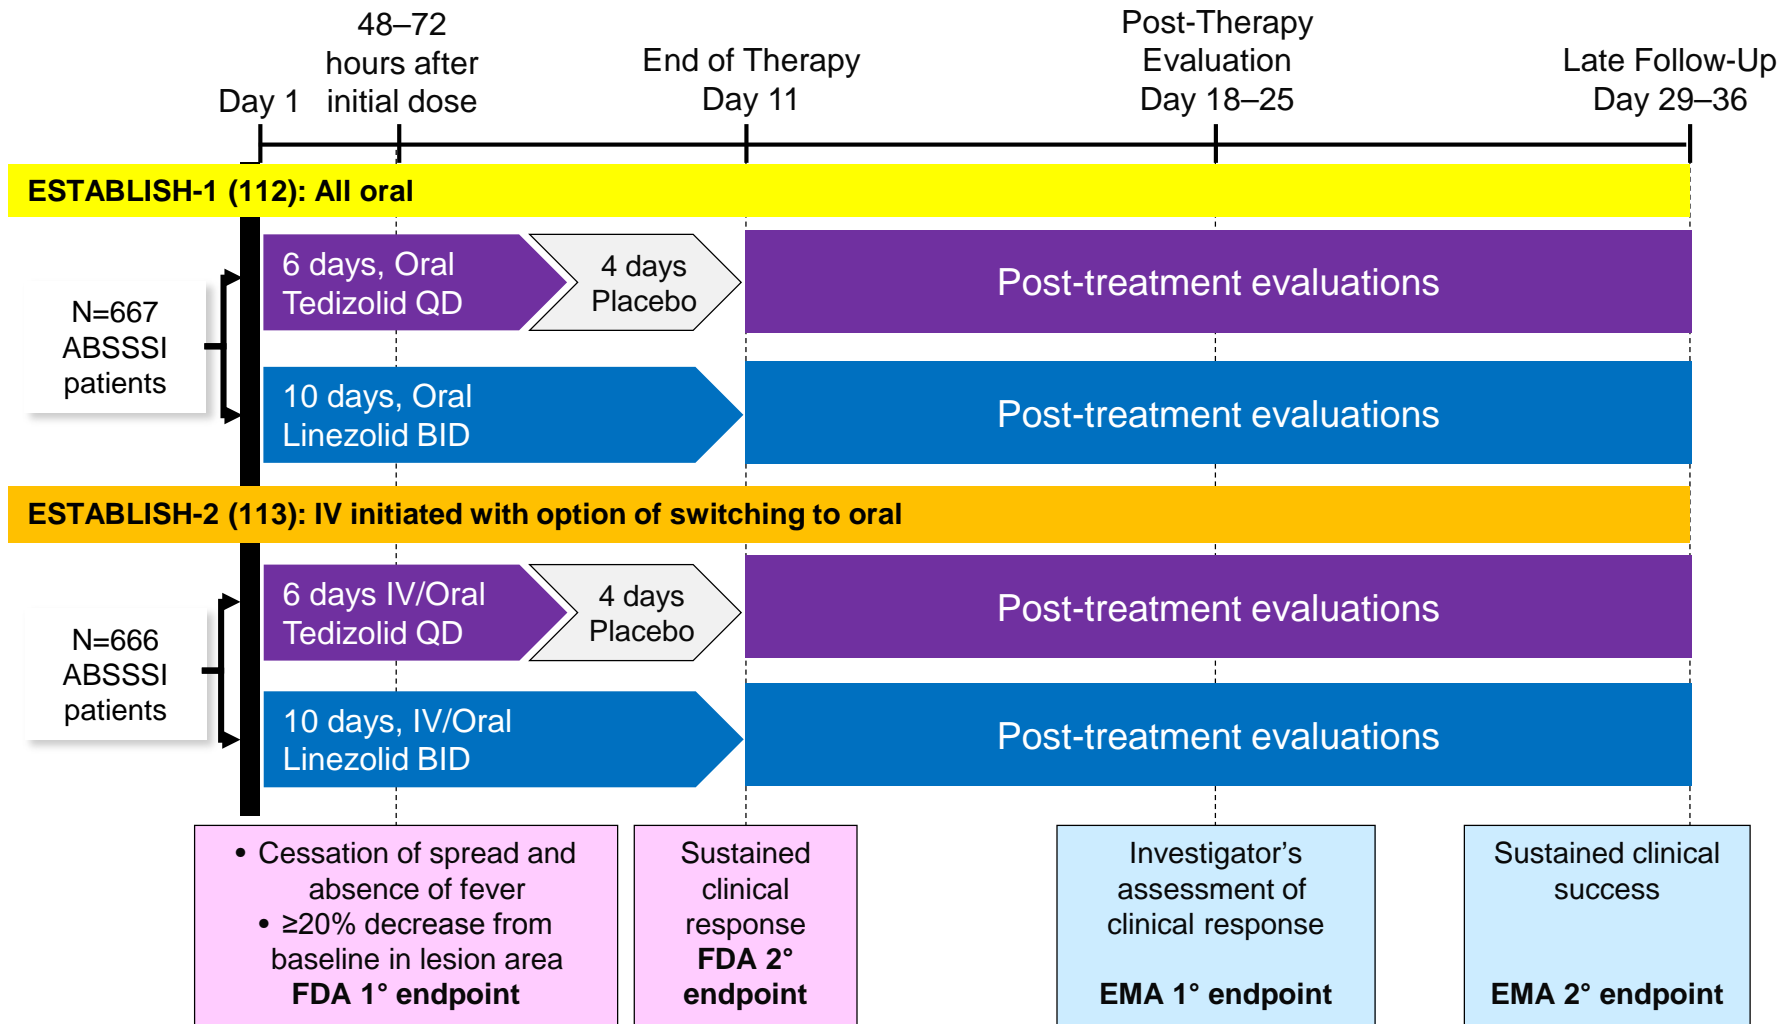 Day 1
48–72
hours after
initial dose
End of Therapy
Day 11
Post-Therapy
Evaluation
Day 18–25
Late Follow-Up
Day 29–36
ESTABLISH-1 (112): All oral
N=667
ABSSSI
patients
6 days, Oral
Tedizolid QD
4 days
Placebo
Post-treatment evaluations
10 days, Oral
Linezolid BID
Post-treatment evaluations
ESTABLISH-2 (113): IV initiated with option of switching to oral
N=666
ABSSSI
patients
6 days IV/Oral
Tedizolid QD
4 days
Placebo
Post-treatment evaluations
10 days, IV/Oral
Linezolid BID
Post-treatment evaluations
• Cessation of spread and
absence of fever
• ≥20% decrease from
baseline in lesion area
FDA 1° endpoint
Sustained
clinical
response
FDA 2°
endpoint
Investigator's
assessment of
clinical response
EMA 1° endpoint
Sustained clinical
success
EMA 2° endpoint